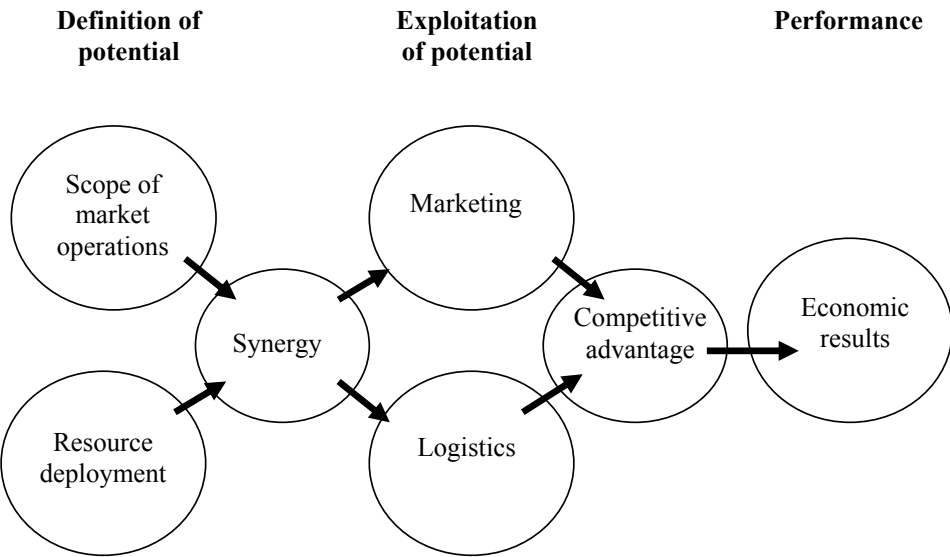 Definition of
potential
Exploitation
of potential
Performance
Scope of
market
operations
Marketing
Synergy
Competitive
advantage
Economic
results
Resource
deployment
Logistics